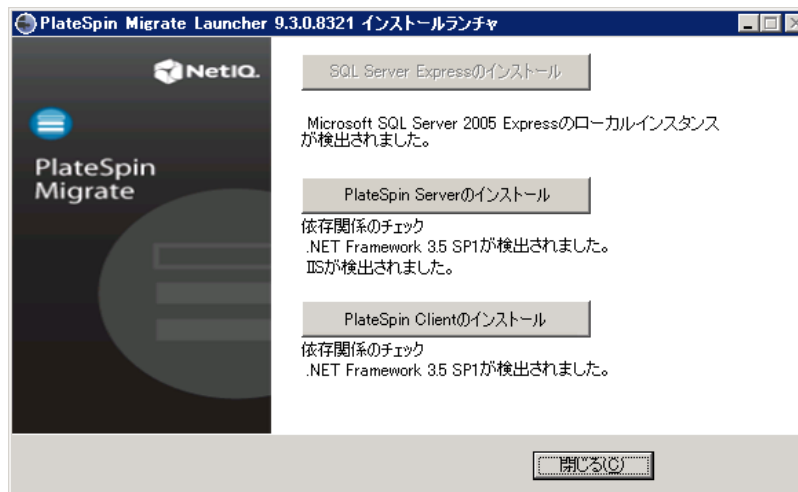 PlateSpin Migrate Launcher 9.3.0.8321 インストールランチャ
NetIQ.
SQL Server Expressのインストール
Microsoft SQL Server 2005 Expressのローカルインスタンス
が検出されました。
PlateSpin
Migrate
PlateSpin Serverのインストール
依存関係のチェック
.NET Framework 3.5 SP1が検出されました。
IISが検出されました。
PlateSpin Clientのインストール
依存関係のチェック
.NET Framework 3.5 SP1が検出されました。
閉じる(C)